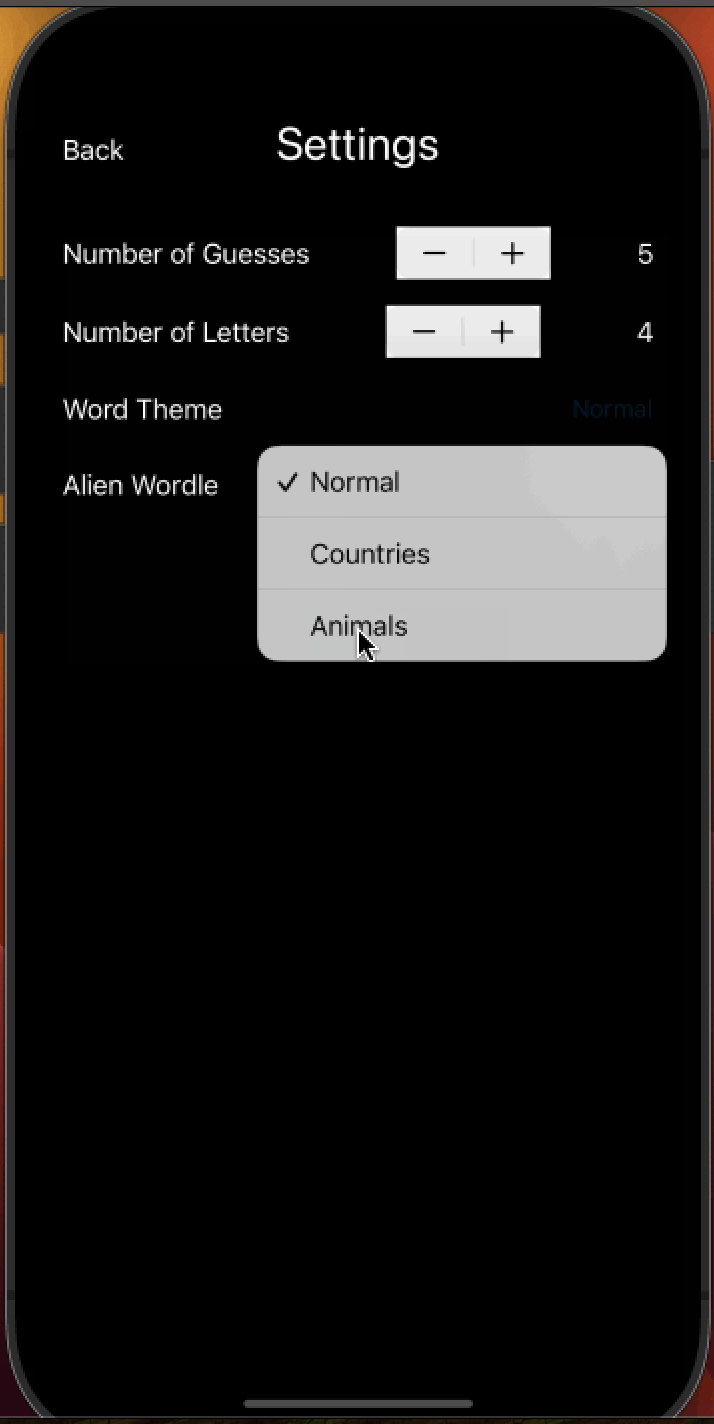 Back
Settings
Number of Guesses
5
Number of Letters
4
Word Theme
Normal
Alien Wordle
Normal
Countries
Animals